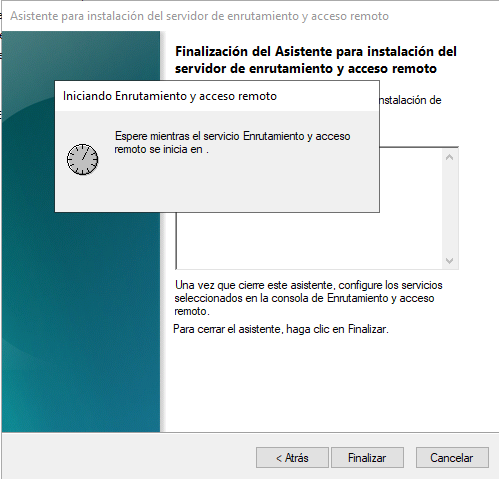 Asistente para instalación del servidor de enrutamiento y acceso remoto
Finalización del Asistente para instalación del
servidor de enrutamiento y acceso remoto
Iniciando Enrutamiento y acceso remoto
nstalación de
Espere mientras el servicio Enrutamiento y acceso
remoto se inicia en .
Una vez que cierre este asistente, configure los servicios
seleccionados en la consola de Enrutamiento y acceso
remoto.
Para cerrar el asistente, haga clic en Finalizar.
< Atrás
Finalizar
Cancelar